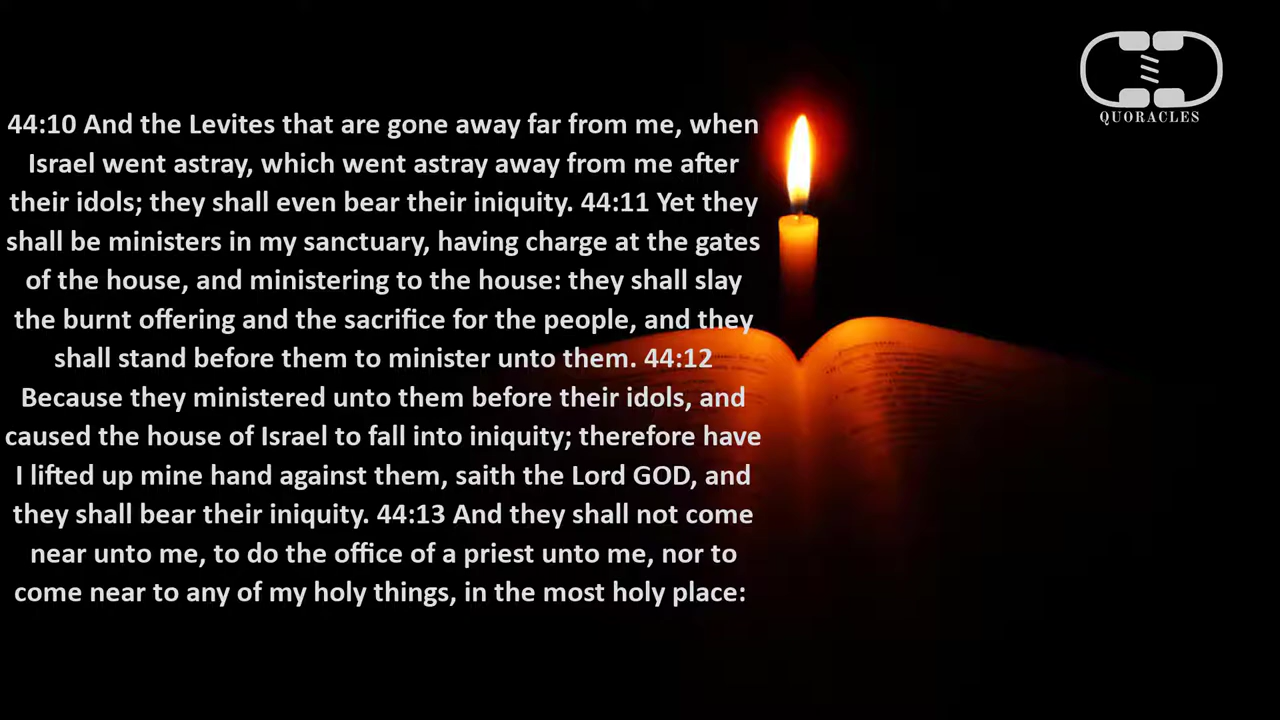 44:10 And the Levites that are gone away far from me, when
Israel went astray, which went astray away from me after
their idols; they shall even bear their iniquity. 44:11 Yet they
shall be ministers in my sanctuary, having charge at the gates
of the house, and ministering to the house: they shall slay
the burnt offering and the sacrifice for the people, and they
shall stand before them to minister unto them. 44:12
Because they ministered unto them before their idols, and
caused the house of Israel to fall into iniquity; therefore have
I lifted up mine hand against them, saith the Lord GOD, and
they shall bear their iniquity. 44:13 And they shall not come
near unto me, to do the office of a priest unto me, nor to
come near to any of my holy things, in the most holy place:
QUORACLES